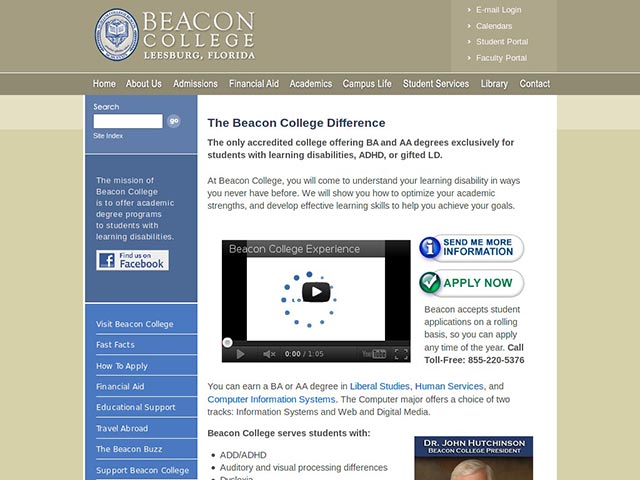 BEACON
COLLEGE
LEESBURG, FLORIDA
E-mail Login
Calendars
Student Portal
Faculty Portal
Home About Us Admissions Financial Aid Academics Campus Life Student Services Library Contact
Search
go
Site Index
The mission of
Beacon College
is to offer academic
degree programs
to students with
learning disabilities.
Find us on
Facebook
Visit Beacon College
Fast Facts
How To Apply
Financial Aid
Educational Support
Travel Abroad
The Beacon Buzz
Support Beacon College
The Beacon College Difference
The only accredited college offering BA and AA degrees exclusively for
students with learning disabilities, ADHD, or gifted LD.
At Beacon College, you will come to understand your learning disability in ways
you never have before. We will show you how to optimize your academic
strengths, and develop effective learning skills to help you achieve your goals.
Beacon College Experience
0:00 / 1:05
YouTube
SEND ME MORE
INFORMATION
APPLY NOW
Beacon accepts student
applications on a rolling
basis, so you can apply
any time of the year. Call
Toll-Free: 855-220-5376
You can earn a BA or AA degree in Liberal Studies, Human Services, and
Computer Information Systems. The Computer major offers a choice of two
tracks: Information Systems and Web and Digital Media.
Beacon College serves students with:
ADD/ADHD
Auditory and visual processing differences
Dyslexia
DR. JOHN HUTCHINSON
BEACON COLLEGE PRESIDENT